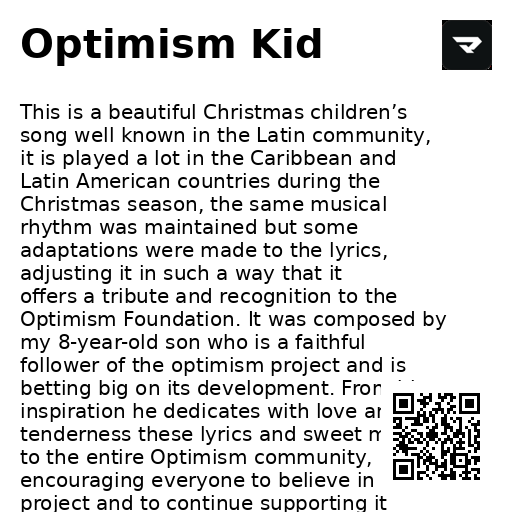 Optimism Kid
This is a beautiful Christmas children’s
song well known in the Latin community,
it is played a lot in the Caribbean and
Latin American countries during the
Christmas season, the same musical
rhythm was maintained but some
adaptations were made to the lyrics,
adjusting it in such a way that it
offers a tribute and recognition to the
Optimism Foundation. It was composed by
my 8-year-old son who is a faithful
follower of the optimism project and is
betting big on its development. From
inspiration he dedicates with love
tenderness these lyrics and sweet
to the entire Optimism community,
encouraging everyone to believe in
project and to continue supporting it